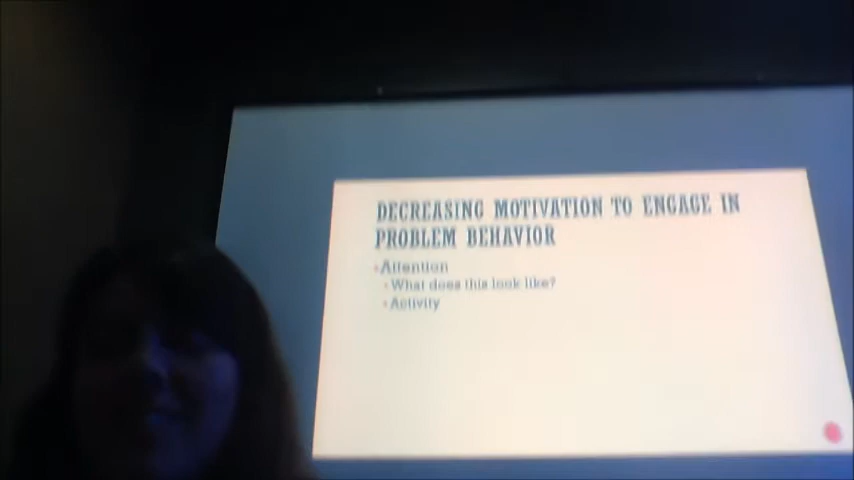 DECREASING MOTIVATION TO ENGAGE IN
PROBLEM BEHAVIOR
Attention
What does this look like?
Activity